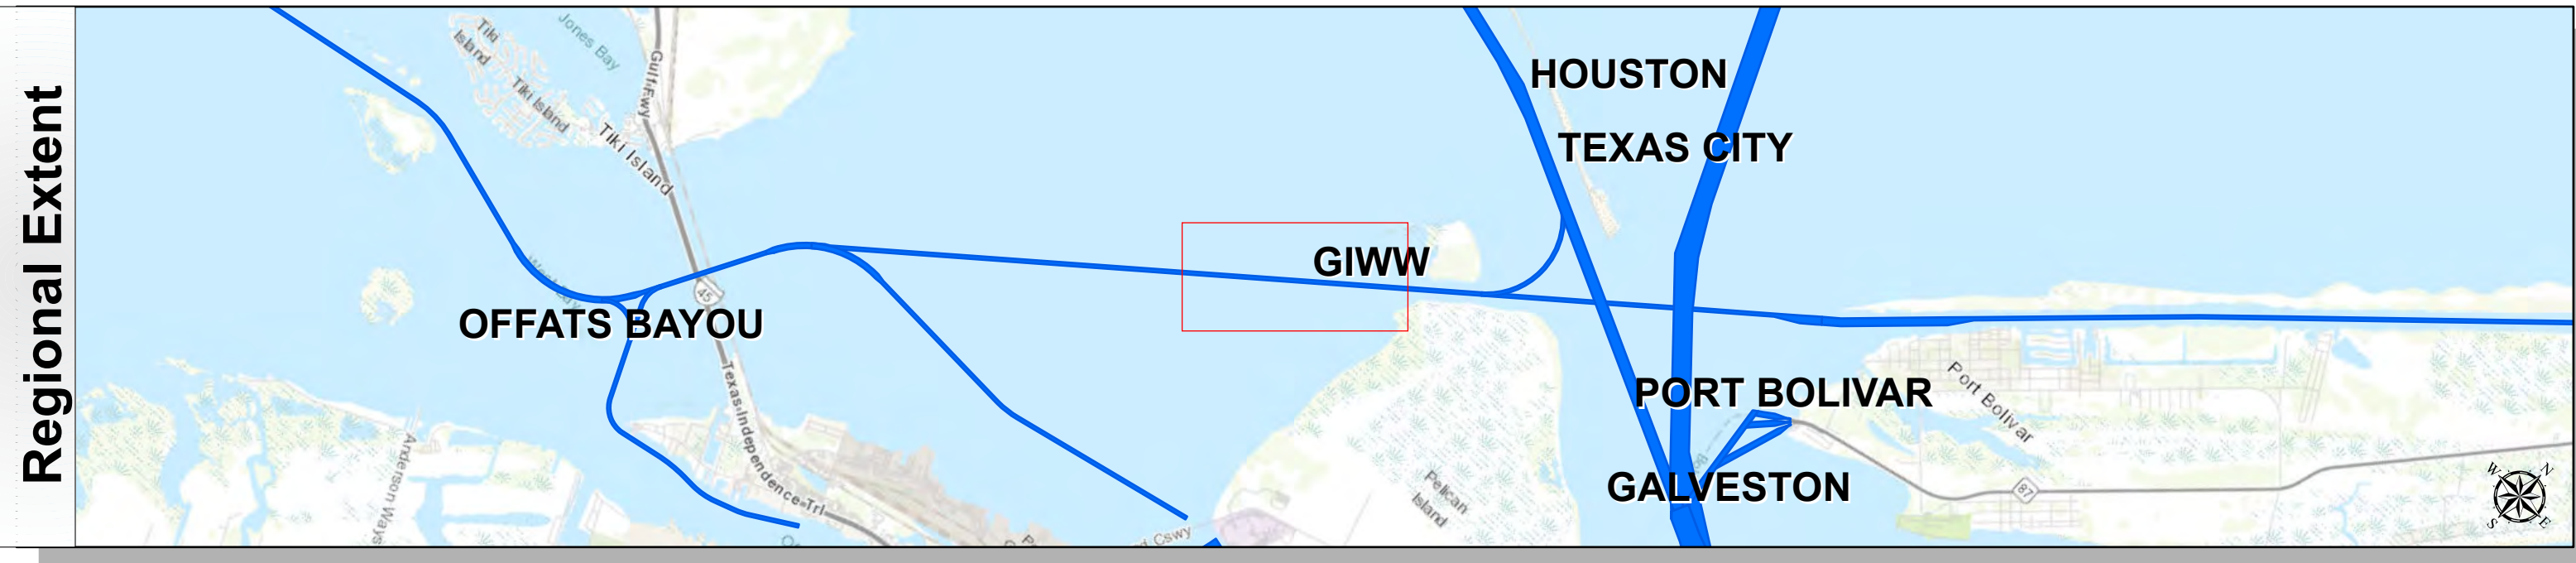 Regional Extent
Jones Bay
Tiki
Island
Tiki Island
Tiki Island
Gulf Fwy
HOUSTON
TEXAS CITY
GIWW
45
OFFATS BAYOU
Texas Independence Trl
Anderson Ways
PORT BOLIVAR
Port Bolivar
GALVESTON
Pelican
Island
87
Cswy
W
N
S
E